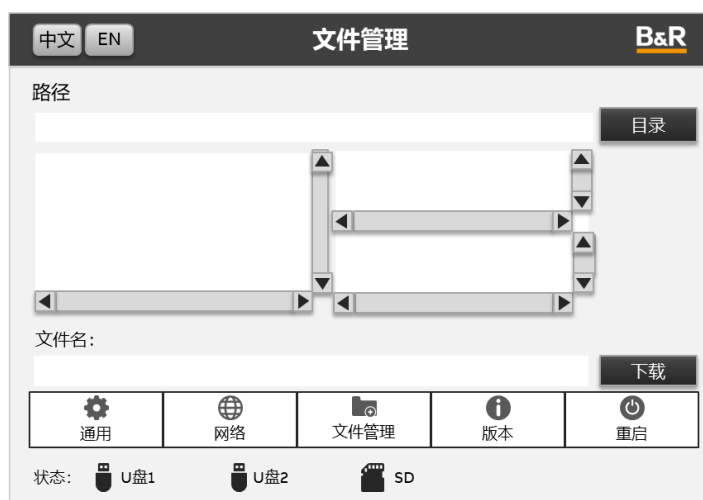 中文 EN 文件管理 B&R
路径
目录
文件名：
下载
通用 网络 文件管理 版本 重启
状态： U盘1 U盘2 SD